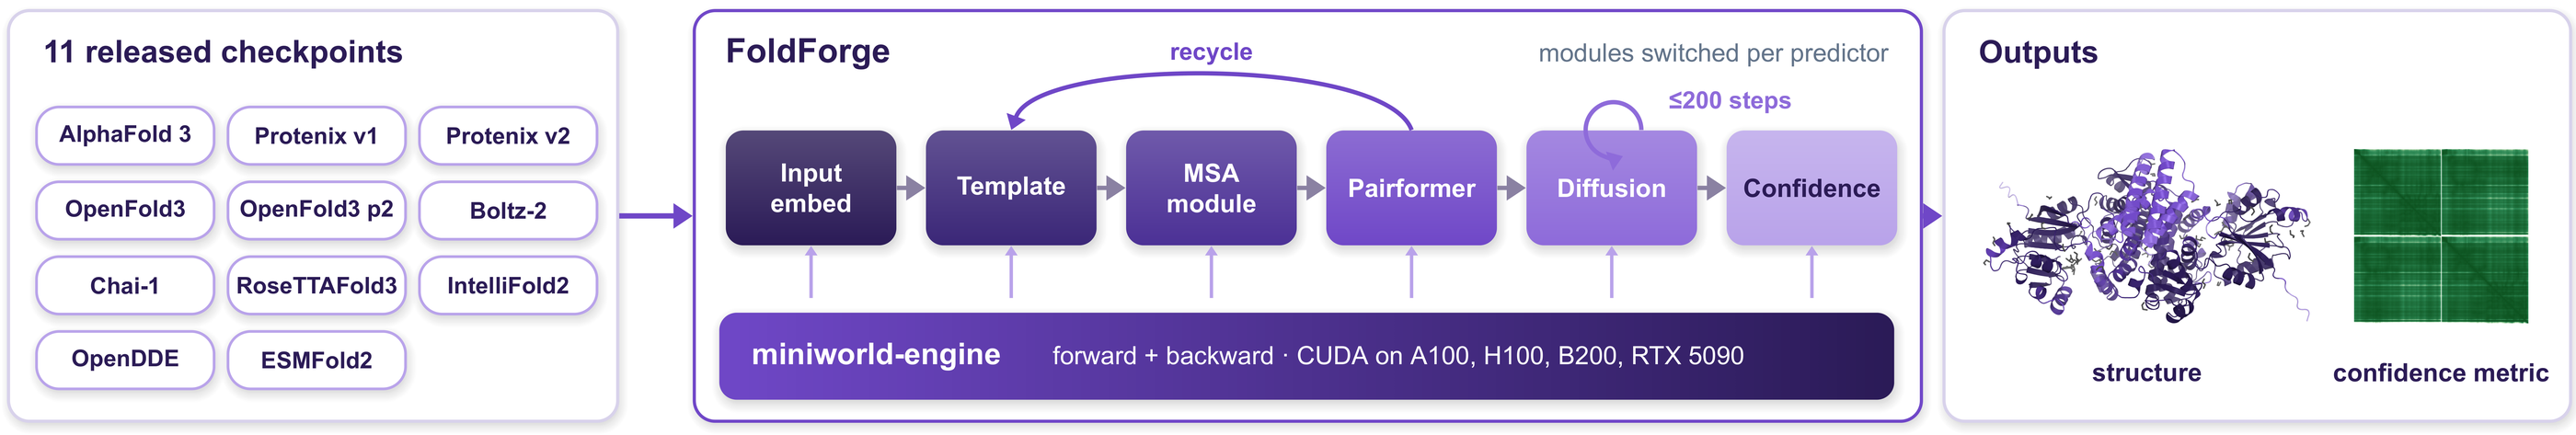 11 released checkpoints
AlphaFold 3
Protenix v1
Protenix v2
OpenFold3
OpenFold3 p2
Boltz-2
Chai-1
RoseTTAFold3
IntelliFold2
OpenDDE
ESMFold2
FoldForge
recycle
modules switched per predictor
≤200 steps
Input
embed
Template
MSA
module
Pairformer
Diffusion
Confidence
miniworld-engine
forward + backward · CUDA on A100, H100, B200, RTX 5090
Outputs
structure
confidence metric